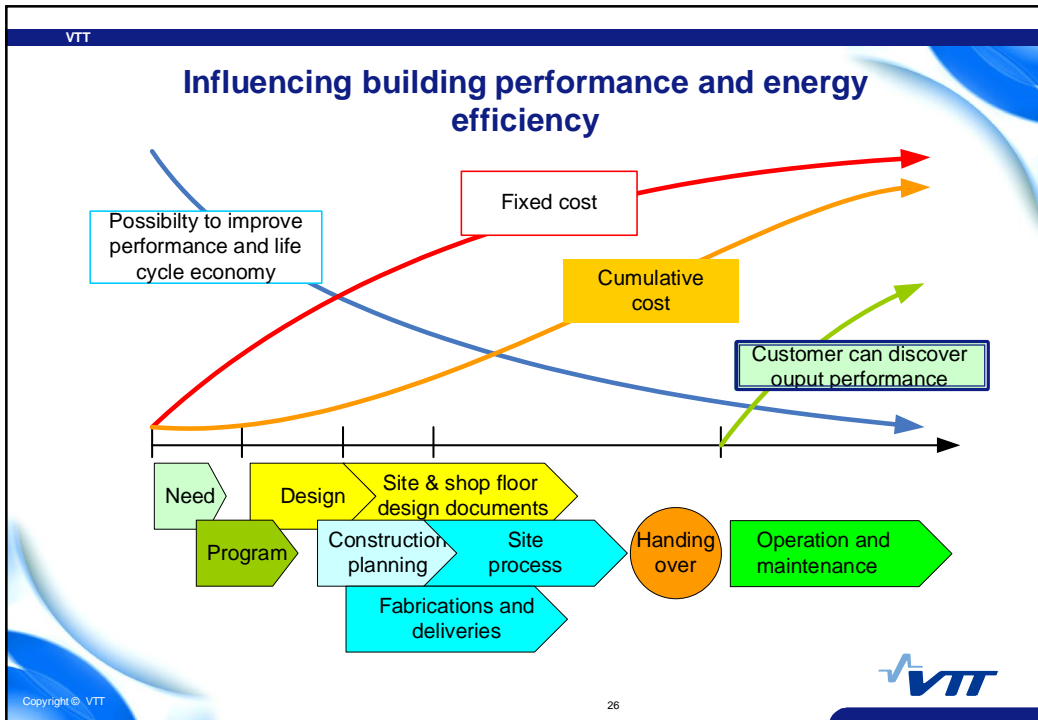 VTT
Influencing building performance and energy
efficiency
Fixed cost
Possibilty to improve
performance and life
cycle economy
Cumulative
cost
Customer can discover
ouput performance
Need
Design
Site & shop floor
design documents
Program
Construction
planning
Site
process
Handing
over
Operation and
maintenance
Fabrications and
deliveries
Copyright © VTT
26
VTT